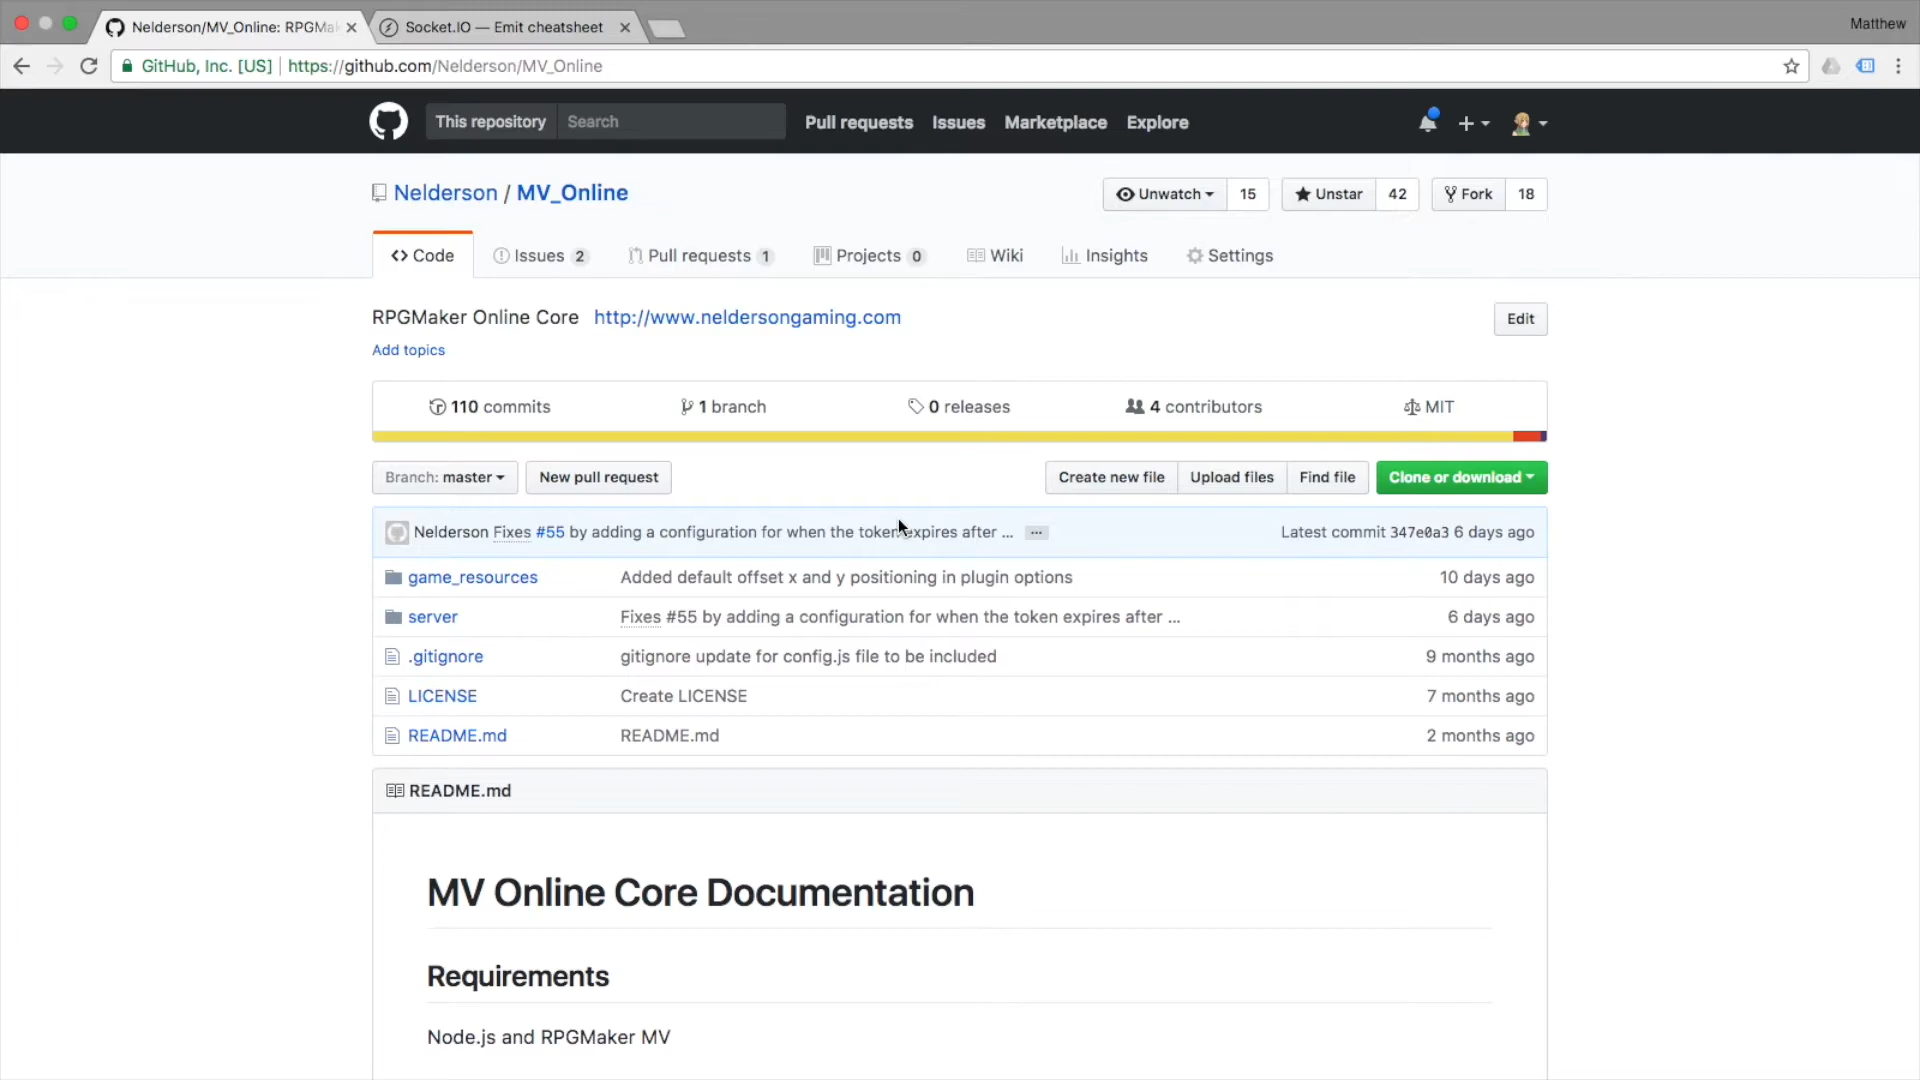 Nelderson/MV_Online: RPGMa
Socket.IO — Emit cheatsheet
Matthew
GitHub, Inc. [US] | https://github.com/Nelderson/MV_Online
This repository Search Pull requests Issues Marketplace Explore
Nelderson / MV_Online Unwatch 15 Unstar 42 Fork 18
Code Issues 2 Pull requests 1 Projects 0 Wiki Insights Settings
RPGMaker Online Core http://www.neldersongaming.com Edit
Add topics
110 commits 1 branch 0 releases 4 contributors MIT
Branch: master New pull request Create new file Upload files Find file Clone or download
Nelderson Fixes #55 by adding a configuration for when the token expires after ... Latest commit 347e0a3 6 days ago
game_resources Added default offset x and y positioning in plugin options 10 days ago
server Fixes #55 by adding a configuration for when the token expires after ... 6 days ago
.gitignore gitignore update for config.js file to be included 9 months ago
LICENSE Create LICENSE 7 months ago
README.md README.md 2 months ago
README.md
MV Online Core Documentation
Requirements
Node.js and RPGMaker MV